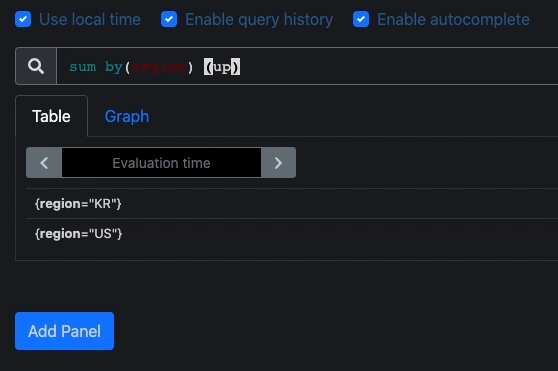 Use local time Enable query history Enable autocomplete
sum by(region) (up)
Table Graph
Evaluation time
{region="KR"}
{region="US"}
Add Panel